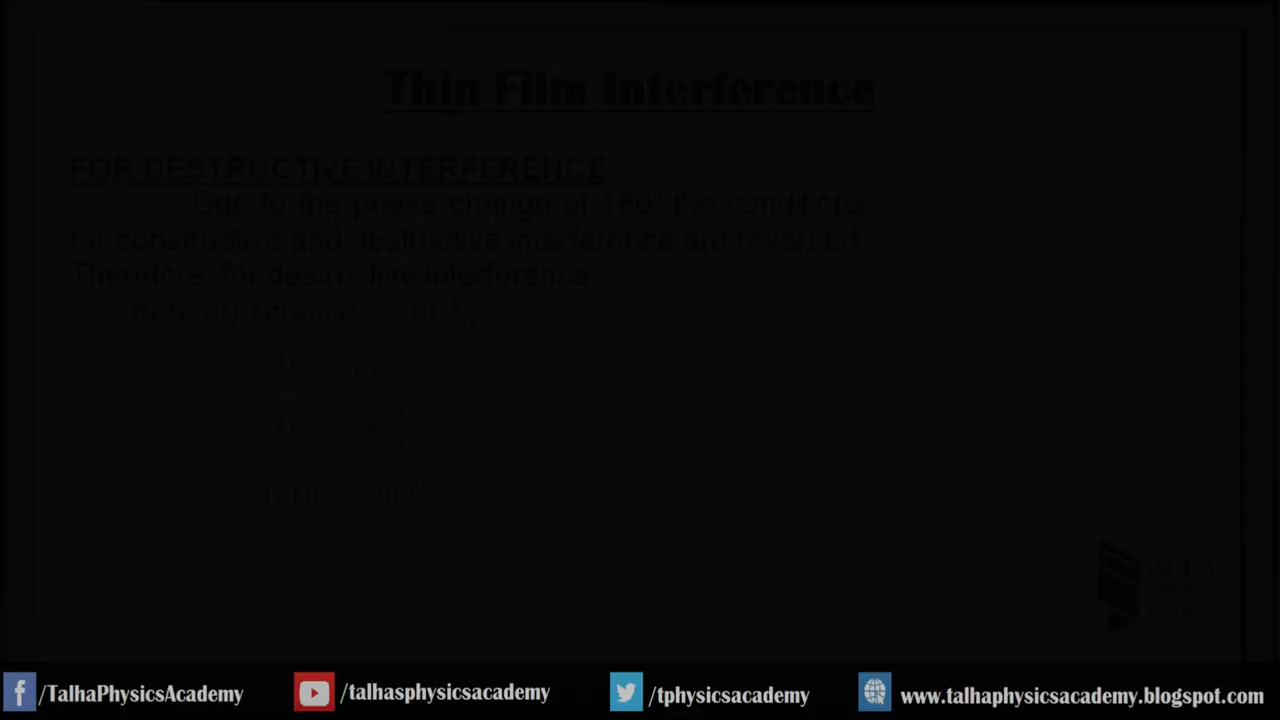 Thin Film Interference
FOR DESTRUCTIVE INTERFERENCE:
Due to the phase change of 180° the conditions
for constructive and destructive interference are reversed.
Therefore, for destructive interference
Path difference = m λn
2t = mλn
2t = m λ/n
2tn = mλ
/TalhaPhysicsAcademy /talhasphysicsacademy /tphysicsacademy www.talhaphysicsacademy.blogspot.com